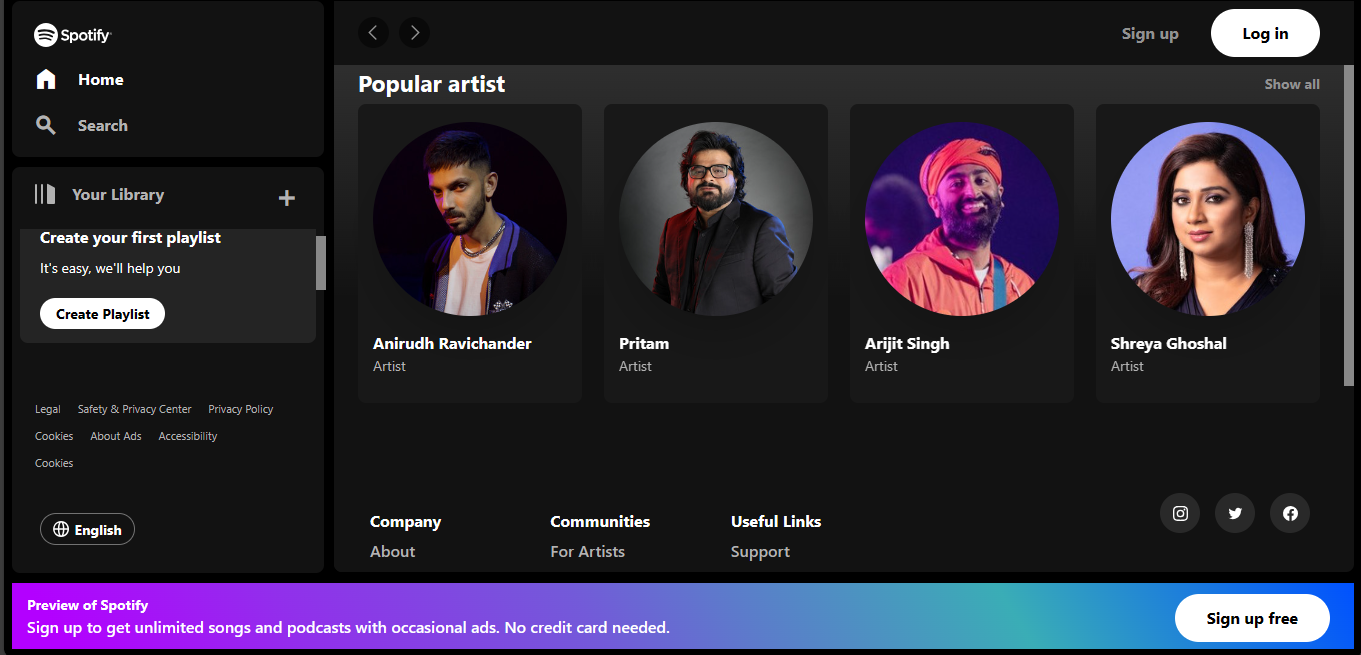 Spotify
Home
Search
Your Library
Create your first playlist
It's easy, we'll help you
Create Playlist
Legal Safety & Privacy Center Privacy Policy
Cookies About Ads Accessibility
Cookies
English
Sign up Log in
Popular artist Show all
Anirudh Ravichander
Artist
Pritam
Artist
Arijit Singh
Artist
Shreya Ghoshal
Artist
Company
About
Communities
For Artists
Useful Links
Support
Preview of Spotify
Sign up to get unlimited songs and podcasts with occasional ads. No credit card needed.
Sign up free